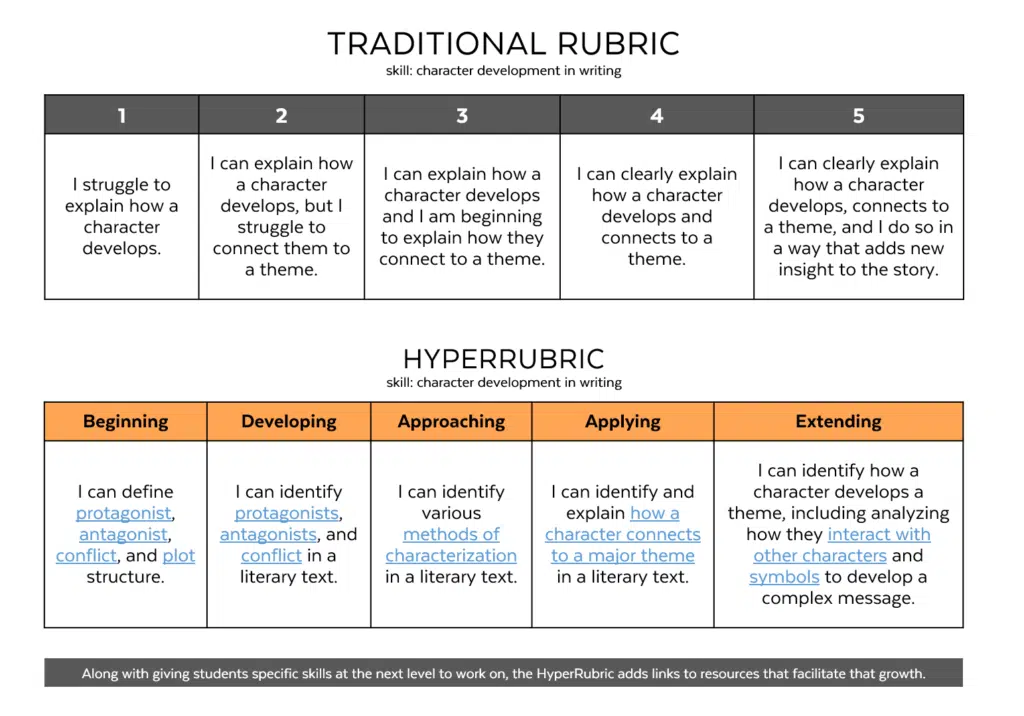 TRADITIONAL RUBRIC
skill: character development in writing
1
2
3
4
5
I struggle to
explain how a
character
develops.
I can explain how
a character
develops, but I
struggle to
connect them to
a theme.
I can explain how a
character develops
and I am beginning
to explain how they
connect to a theme.
I can clearly explain
how a character
develops and
connects to a
theme.
I can clearly explain
how a character
develops, connects to
a theme, and I do so in
a way that adds new
insight to the story.
HYPERRUBRIC
skill: character development in writing
Beginning
Developing
Approaching
Applying
Extending
I can define
protagonist,
antagonist,
conflict, and plot
structure.
I can identify
protagonists,
antagonists, and
conflict in a
literary text.
I can identify
various
methods of
characterization
in a literary text.
I can identify and
explain how a
character connects
to a major theme
in a literary text.
I can identify how a
character develops a
theme, including analyzing
how they interact with
other characters and
symbols to develop a
complex message.
Along with giving students specific skills at the next level to work on, the HyperRubric adds links to resources that facilitate that growth.